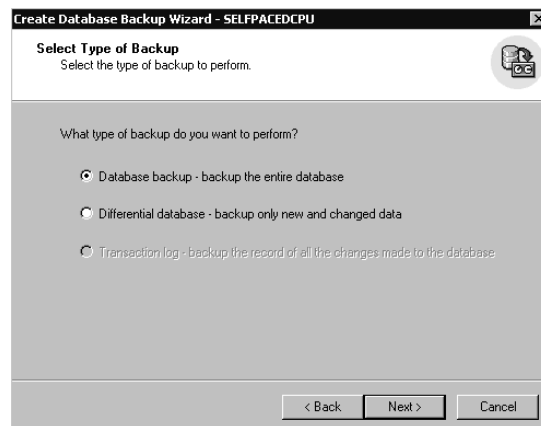 Create Database Backup Wizard - SELFPACEDCPU
Select Type of Backup
Select the type of backup to perform.
What type of backup do you want to perform?
Database backup - backup the entire database
Differential database - backup only new and changed data
Transaction log - backup the record of all the changes made to the database
< Back Next > Cancel